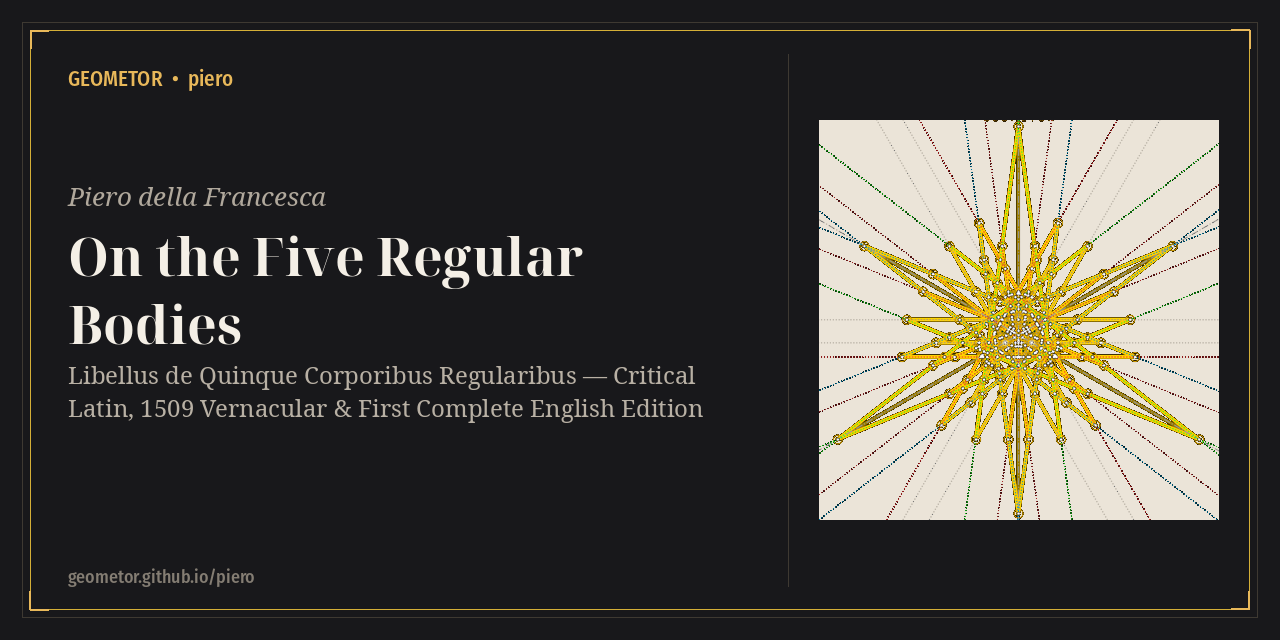 GEOMETOR • piero
Piero della Francesca
On the Five Regular
Bodies
Libellus de Quinque Corporibus Regularibus — Critical
Latin, 1509 Vernacular & First Complete English Edition
geometor.github.io/piero